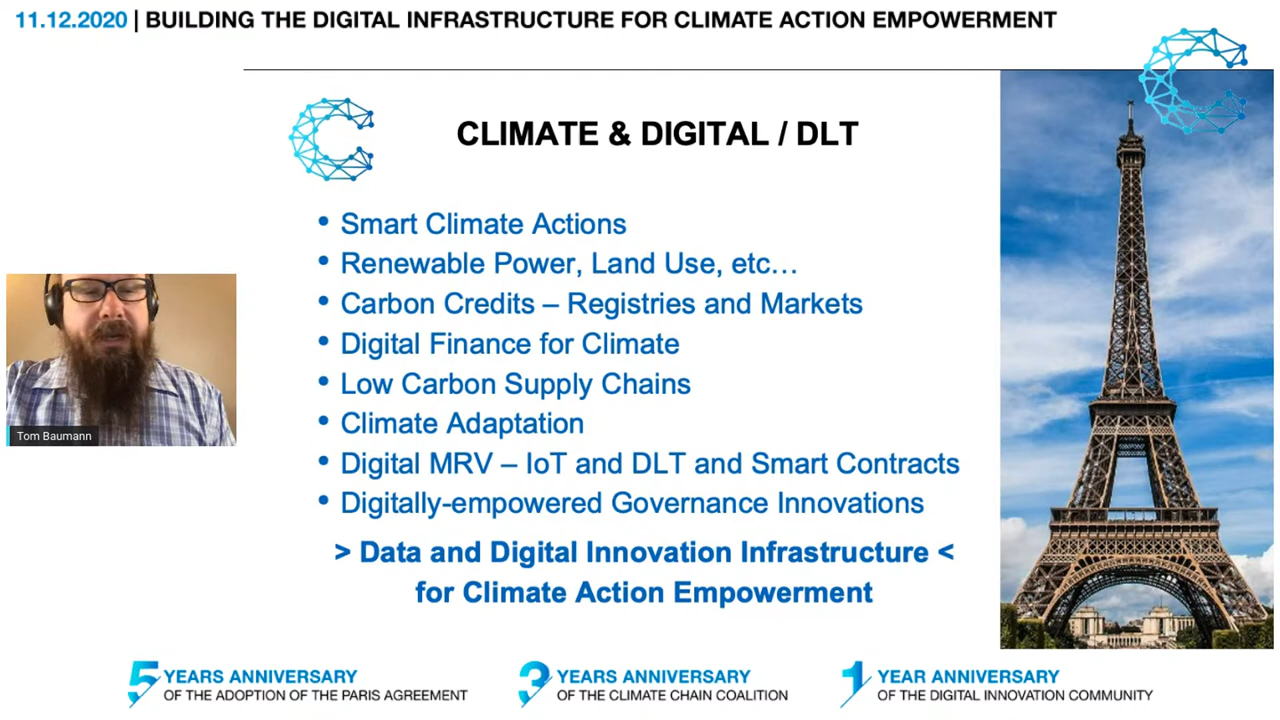 11.12.2020 | BUILDING THE DIGITAL INFRASTRUCTURE FOR CLIMATE ACTION EMPOWERMENT
CLIMATE & DIGITAL / DLT
• Smart Climate Actions
• Renewable Power, Land Use, etc…
• Carbon Credits – Registries and Markets
• Digital Finance for Climate
• Low Carbon Supply Chains
• Climate Adaptation
• Digital MRV – IoT and DLT and Smart Contracts
• Digitally-empowered Governance Innovations
> Data and Digital Innovation Infrastructure <
for Climate Action Empowerment
Tom Baumann
5 YEARS ANNIVERSARY
OF THE ADOPTION OF THE PARIS AGREEMENT
3 YEARS ANNIVERSARY
OF THE CLIMATE CHAIN COALITION
1 YEAR ANNIVERSARY
OF THE DIGITAL INNOVATION COMMUNITY